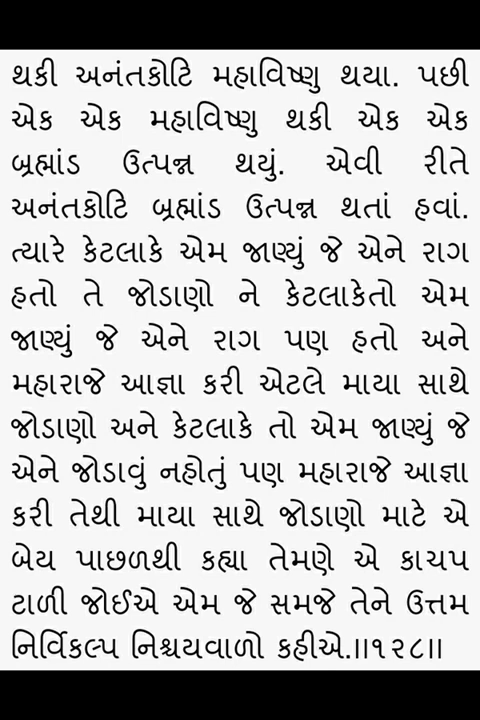 થકી અનંતકોટિ મહાવિષ્ણુ થયા. પછી
એક એક મહાવિષ્ણુ થકી એક એક
બ્રહ્માંડ ઉત્પન્ન થયું. એવી રીતે
અનંતકોટિ બ્રહ્માંડ ઉત્પન્ન થતાં હવાં.
ત્યારે કેટલાકે એમ જાણ્યું જે એને રાગ
હતો તે જોડાણો ને કેટલાકેતો એમ
જાણ્યું જે એને રાગ પણ હતો અને
મહારાજે આજ્ઞા કરી એટલે માયા સાથે
જોડાણો અને કેટલાકે તો એમ જાણ્યું જે
એને જોડાવું નહોતું પણ મહારાજે આજ્ઞા
કરી તેથી માયા સાથે જોડાણો માટે એ
બેય પાછળથી કહ્યા તેમણે એ કાચપ
ટાળી જોઈએ એમ જે સમજે તેને ઉત્તમ
નિર્વિકલ્પ નિશ્ચયવાળો કહીએ.॥૧૨૮॥